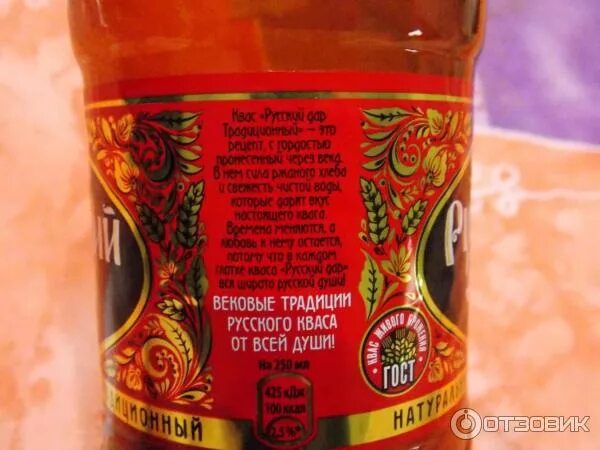 Квас «Русский дар
Традиционный» – это
рецепт, с гордостью
пронесенный через века.
В нем сила ржаного хлеба
и свежесть чистой воды,
которые дарят вкус
настоящего кваса.
Времена меняются, а
любовь к нему остается,
потому что в каждом
глотке кваса «Русский дар»
вся широта русской души!
ВЕКОВЫЕ ТРАДИЦИИ
РУССКОГО КВАСА
ОТ ВСЕЙ ДУШИ!
На 250 мл
425 кДж
100 ккал
КВАС ЖИВОГО БРОЖЕНИЯ
ГОСТ
ИЙ
Р
ДИЦИОННЫЙ
НАТУРАЛЬН
ОТЗОВИК